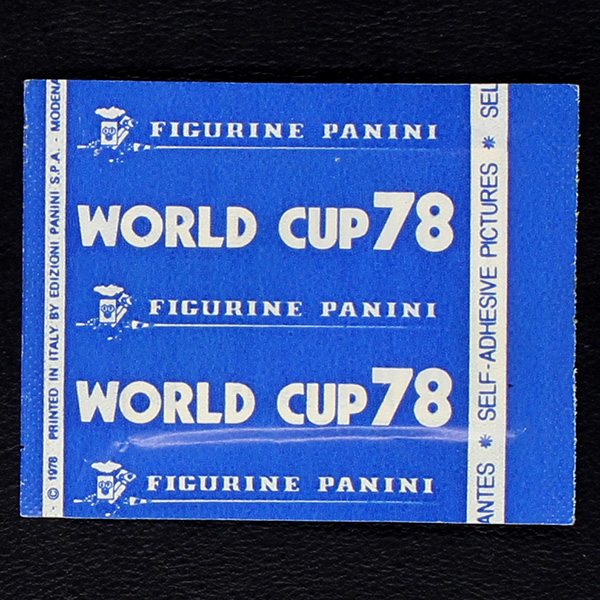 FIGURINE PANINI
WORLD CUP 78
FIGURINE PANINI
WORLD CUP 78
FIGURINE PANINI
© 1978 PRINTED IN ITALY BY EDIZIONI PANINI S.P.A. - MODENA
ANTES * SELF-ADHESIVE PICTURES * SEL